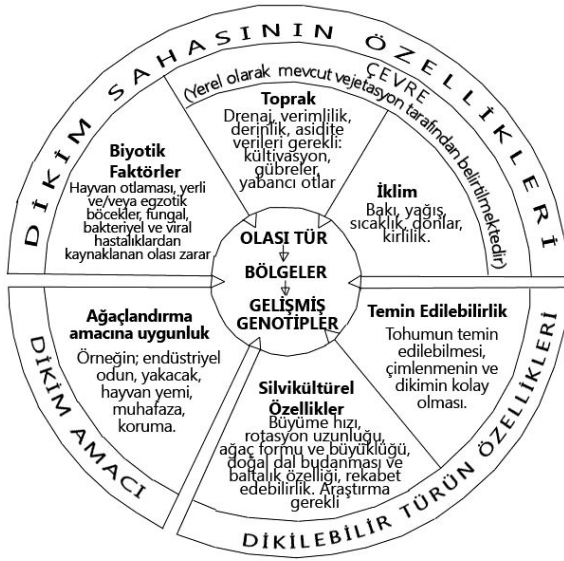 DİKİM SAHASININ ÖZELLİKLERİ
ÇEVRE
(Yerel olarak mevcut vejetasyon tarafından belirtilmektedir)
Toprak
Drenaj, verimlilik,
derinlik, asidite
verileri gerekli:
kültivasyon,
gübreler,
yabancı otlar
Biyotik
Faktörler
Hayvan otlaması, yerli
ve/veya egzotik
böcekler, fungal,
bakteriyel ve viral
hastalıklardan
kaynaklanan olası zarar
İklim
Bakı, yağış,
sıcaklık, donlar,
kirlilik.
OLASI TÜR
BÖLGELER
GELİŞMİŞ
GENOTİPLER
Ağaçlandırma
amacına uygunluk
Örneğin; endüstriyel
odun, yakacak,
hayvan yemi,
muhafaza,
koruma.
Temin Edilebilirlik
Tohumun temin
edilebilmesi,
çimlenmenin ve
dikimin kolay
olması.
Silvikültürel
Özellikler
Büyüme hızı,
rotasyon uzunluğu,
ağaç formu ve büyüklüğü,
doğal dal budanması ve
baltalık özelliği, rekabet
edebilirlik. Araştırma
gerekli
DİKİM AMACI
DİKİLEBİLİR TÜRÜN ÖZELLİKLERİ